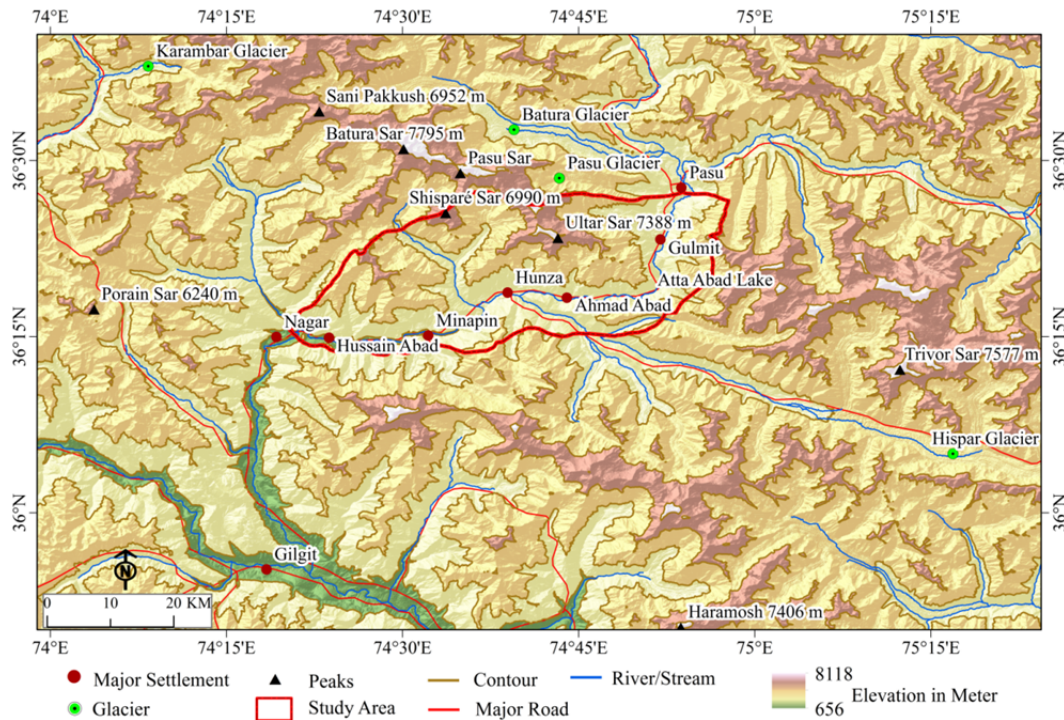 74°E 74°15'E 74°30'E 74°45'E 75°E 75°15'E
Karambar Glacier
Sani Pakkush 6952 m
Batura Glacier
Batura Sar 7795 m
36°30'N 36°30'N
Pasu Sar
Pasu Glacier
Pasu
Shisparé Sar 6990 m
Ultar Sar 7388 m
Gulmit
Hunza
Atta Abad Lake
Ahmad Abad
Porain Sar 6240 m
Nagar
Minapin
36°15'N 36°15'N
Hussain Abad
Trivor Sar 7577 m
Hispar Glacier
36°N 36°N
Gilgit
N
0 10 20 KM
Haramosh 7406 m
74°E 74°15'E 74°30'E 74°45'E 75°E 75°15'E
Major Settlement Peaks Contour River/Stream 8118
Glacier Study Area Major Road 656 Elevation in Meter